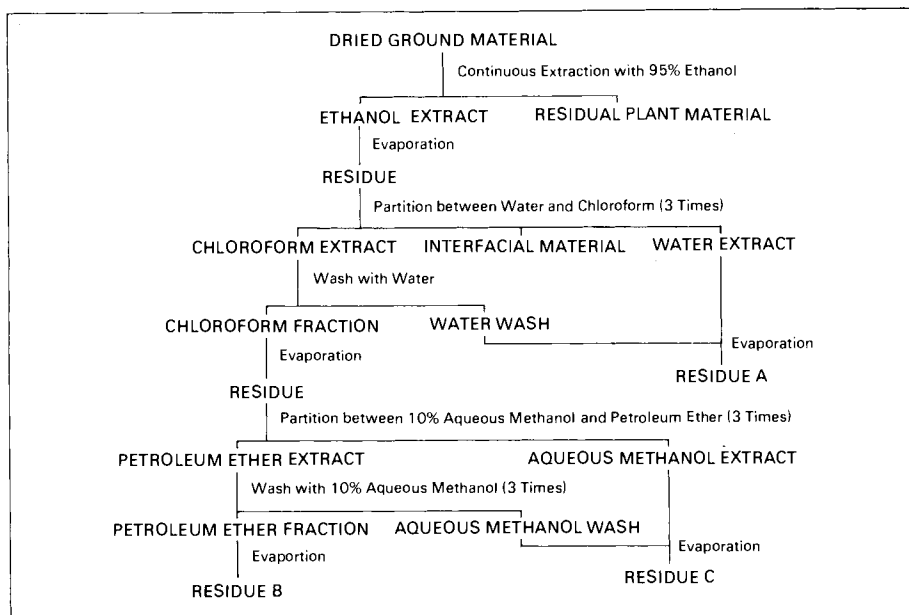 DRIED GROUND MATERIAL
Continuous Extraction with 95% Ethanol
ETHANOL EXTRACT RESIDUAL PLANT MATERIAL
Evaporation
RESIDUE
Partition between Water and Chloroform (3 Times)
CHLOROFORM EXTRACT INTERFACIAL MATERIAL WATER EXTRACT
Wash with Water
CHLOROFORM FRACTION WATER WASH
Evaporation Evaporation
RESIDUE A
RESIDUE
Partition between 10% Aqueous Methanol and Petroleum Ether (3 Times)
PETROLEUM ETHER EXTRACT AQUEOUS METHANOL EXTRACT
Wash with 10% Aqueous Methanol (3 Times)
PETROLEUM ETHER FRACTION AQUEOUS METHANOL WASH
Evaportion Evaporation
RESIDUE B RESIDUE C